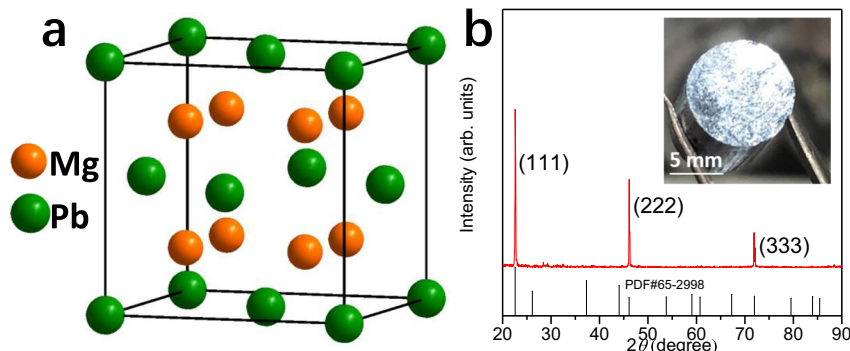 a
Mg
Pb
b
Intensity (arb. units)
(111)
(222)
(333)
5 mm
PDF#65-2998
20 30 40 50 60 70 80 90
2θ(degree)